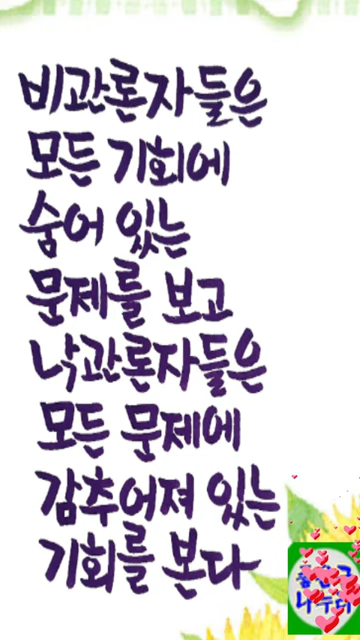 비관론자들은
모든 기회에
숨어 있는
문제를 보고
낙관론자들은
모든 문제에
감추어져 있는
기회를 본다